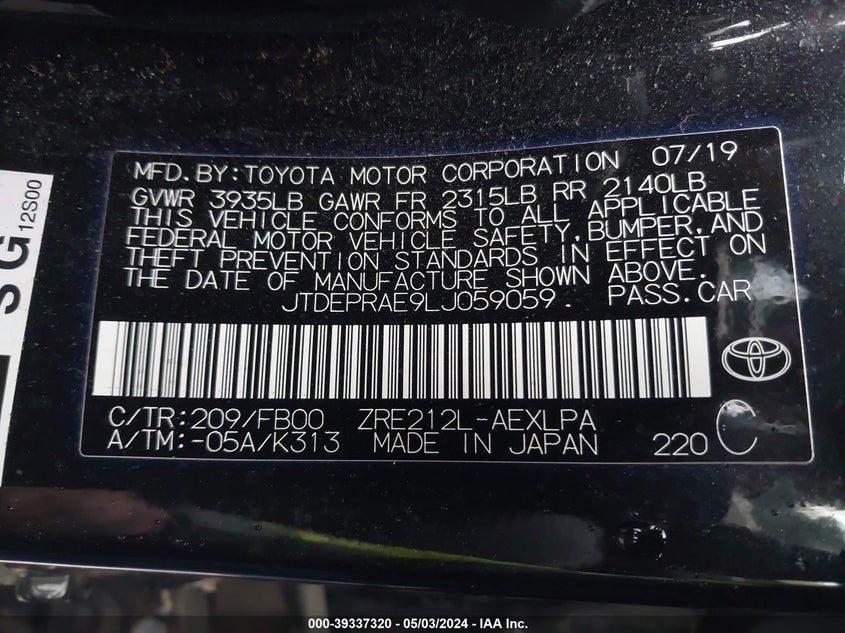 SG
12S00
MFD.BY:TOYOTA MOTOR CORPORATION 07/19
GVWR 3935LB GAWR FR 2315LB RR 2140LB
THIS VEHICLE CONFORMS TO ALL APPLICABLE
FEDERAL MOTOR VEHICLE SAFETY,BUMPER,AND
THEFT PREVENTION STANDARDS IN EFFECT ON
THE DATE OF MANUFACTURE SHOWN ABOVE.
JTDEPRAE9LJ059059 PASS.CAR
C/TR:209/FB00 ZRE212L-AEXLPA
A/TM:-05A/K313 MADE IN JAPAN 220 C
000-39337320 - 05/03/2024 - IAA Inc.